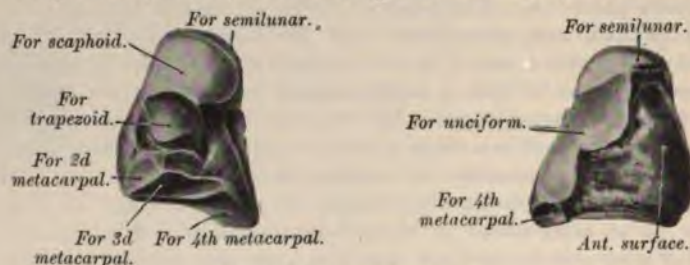 For semilunar.
For scaphoid.
For
trapezoid.
For 2d
metacarpal.
For 3d
metacarpal.
For 4th metacarpal.
For semilunar.
For unciform.
For 4th
metacarpal.
Ant. surface.